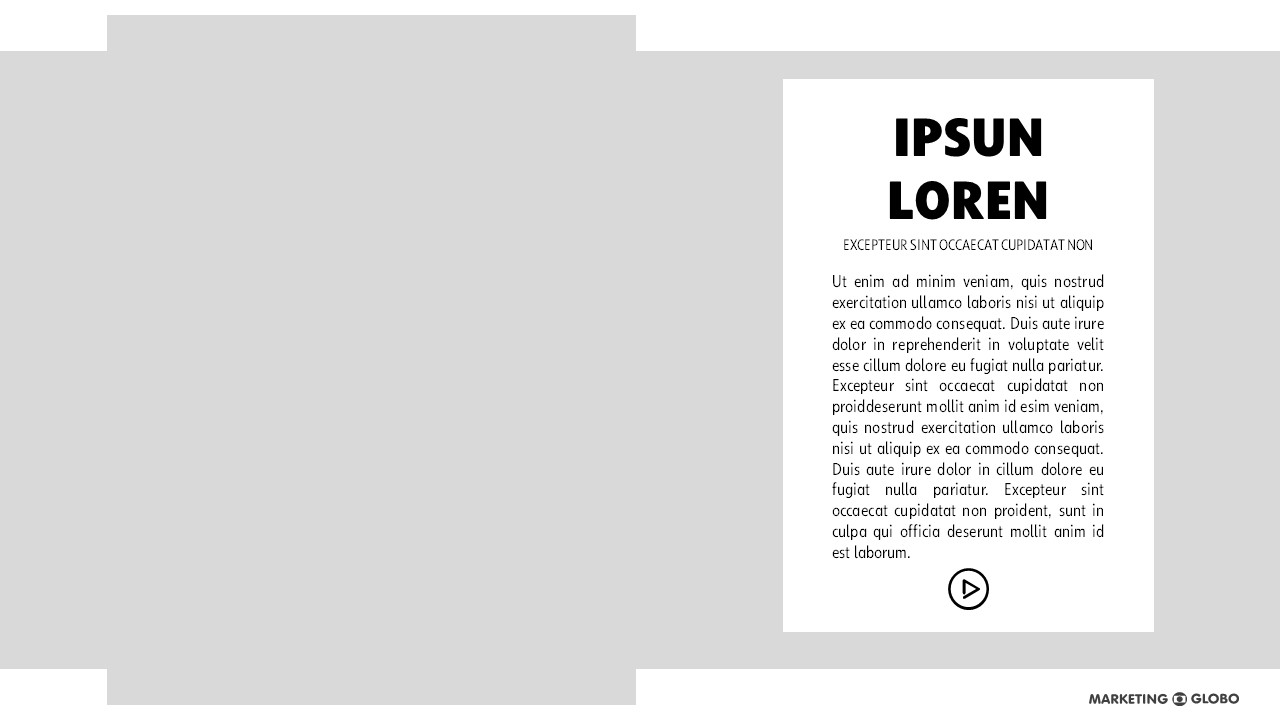 IPSUN
LOREN
EXCEPTEUR SINT OCCAECAT CUPIDATAT NON
Ut enim ad minim veniam, quis nostrud
exercitation ullamco laboris nisi ut aliquip
ex ea commodo consequat. Duis aute irure
dolor in reprehenderit in voluptate velit
esse cillum dolore eu fugiat nulla pariatur.
Excepteur sint occaecat cupidatat non
proiddeserunt mollit anim id esim veniam,
quis nostrud exercitation ullamco laboris
nisi ut aliquip ex ea commodo consequat.
Duis aute irure dolor in cillum dolore eu
fugiat nulla pariatur. Excepteur sint
occaecat cupidatat non proident, sunt in
culpa qui officia deserunt mollit anim id
est laborum.
MARKETING GLOBO